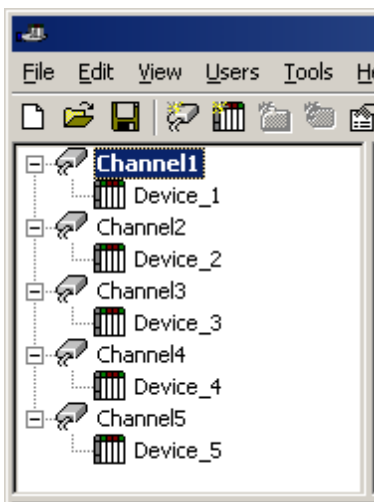 File Edit View Users Tools
Channel1
Device_1
Channel2
Device_2
Channel3
Device_3
Channel4
Device_4
Channel5
Device_5